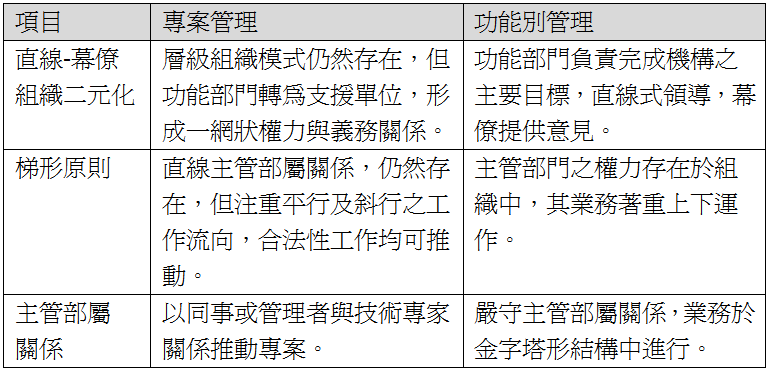 項目
專案管理
功能別管理
直線-幕僚
組織二元化
層級組織模式仍然存在，但
功能部門轉為支援單位，形
成一網狀權力與義務關係。
功能部門負責完成機構之
主要目標，直線式領導，幕
僚提供意見。
梯形原則
直線主管部屬關係，仍然存
在，但注重平行及斜行之工
作流向，合法性工作均可推
動。
主管部門之權力存在於組
織中，其業務著重上下運
作。
主管部屬
關係
以同事或管理者與技術專家
關係推動專案。
嚴守主管部屬關係，業務於
金字塔形結構中進行。